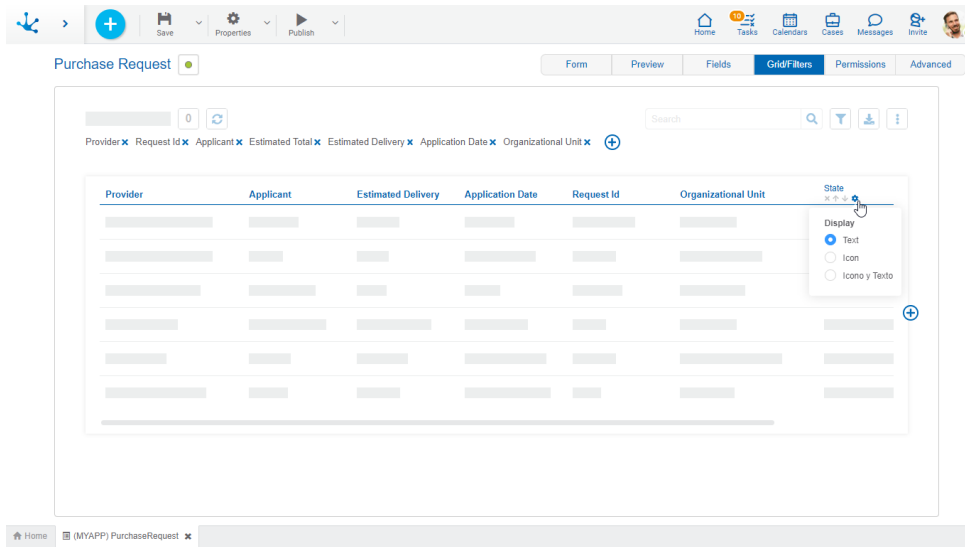 Save Properties Publish
10
Home Tasks Calendars Cases Messages Invite
Purchase Request
Form Preview Fields Grid/Filters Permissions Advanced
0 Search
Provider Request Id Applicant Estimated Total Estimated Delivery Application Date Organizational Unit
Provider Applicant Estimated Delivery Application Date Request Id Organizational Unit State
Display
Text
Icon
Icono y Texto
Home (MYAPP) PurchaseRequest